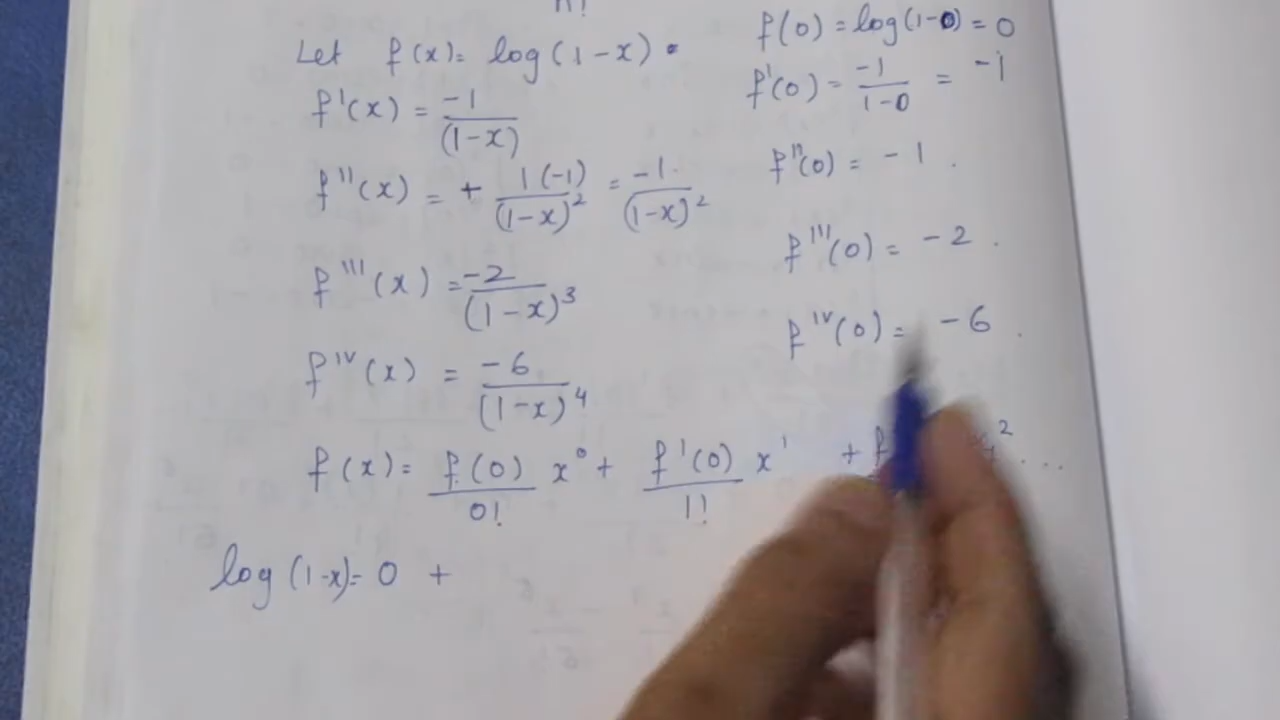 n!
Let f(x) = log(1-x).
f(0) = log(1-0) = 0
f'(x) = -1/(1-x)
f'(0) = -1/(1-0) = -1
f''(x) = + 1(-1)/(1-x)² = -1/(1-x)²
f''(0) = -1.
f'''(x) = -2/(1-x)³
f'''(0) = -2.
f^IV(x) = -6/(1-x)⁴
f^IV(0) = -6.
f(x) = f(0)/0! x⁰ + f'(0)/1! x' + f ² ...
log(1-x) = 0 +